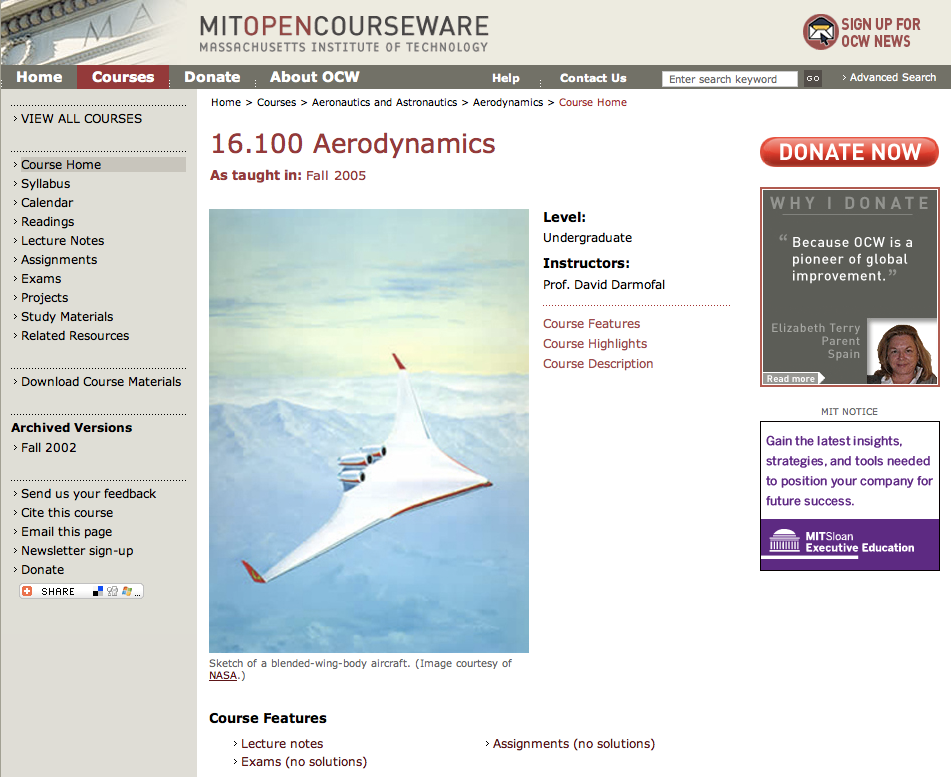 MA
MITOPENCOURSEWARE
MASSACHUSETTS INSTITUTE OF TECHNOLOGY
SIGN UP FOR
OCW NEWS
Home Courses Donate About OCW Help Contact Us Enter search keyword GO Advanced Search
VIEW ALL COURSES
Course Home
Syllabus
Calendar
Readings
Lecture Notes
Assignments
Exams
Projects
Study Materials
Related Resources
Download Course Materials
Archived Versions
Fall 2002
Send us your feedback
Cite this course
Email this page
Newsletter sign-up
Donate
SHARE ...
Home > Courses > Aeronautics and Astronautics > Aerodynamics > Course Home
16.100 Aerodynamics
As taught in: Fall 2005
Level:
Undergraduate
Instructors:
Prof. David Darmofal
Course Features
Course Highlights
Course Description
Sketch of a blended-wing-body aircraft. (Image courtesy of
NASA.)
Course Features
Lecture notes
Exams (no solutions)
Assignments (no solutions)
DONATE NOW
WHY I DONATE
“ Because OCW is a
pioneer of global
improvement. ”
Elizabeth Terry
Parent
Spain
Read more
MIT NOTICE
Gain the latest insights,
strategies, and tools needed
to position your company for
future success.
MITSloan
Executive Education